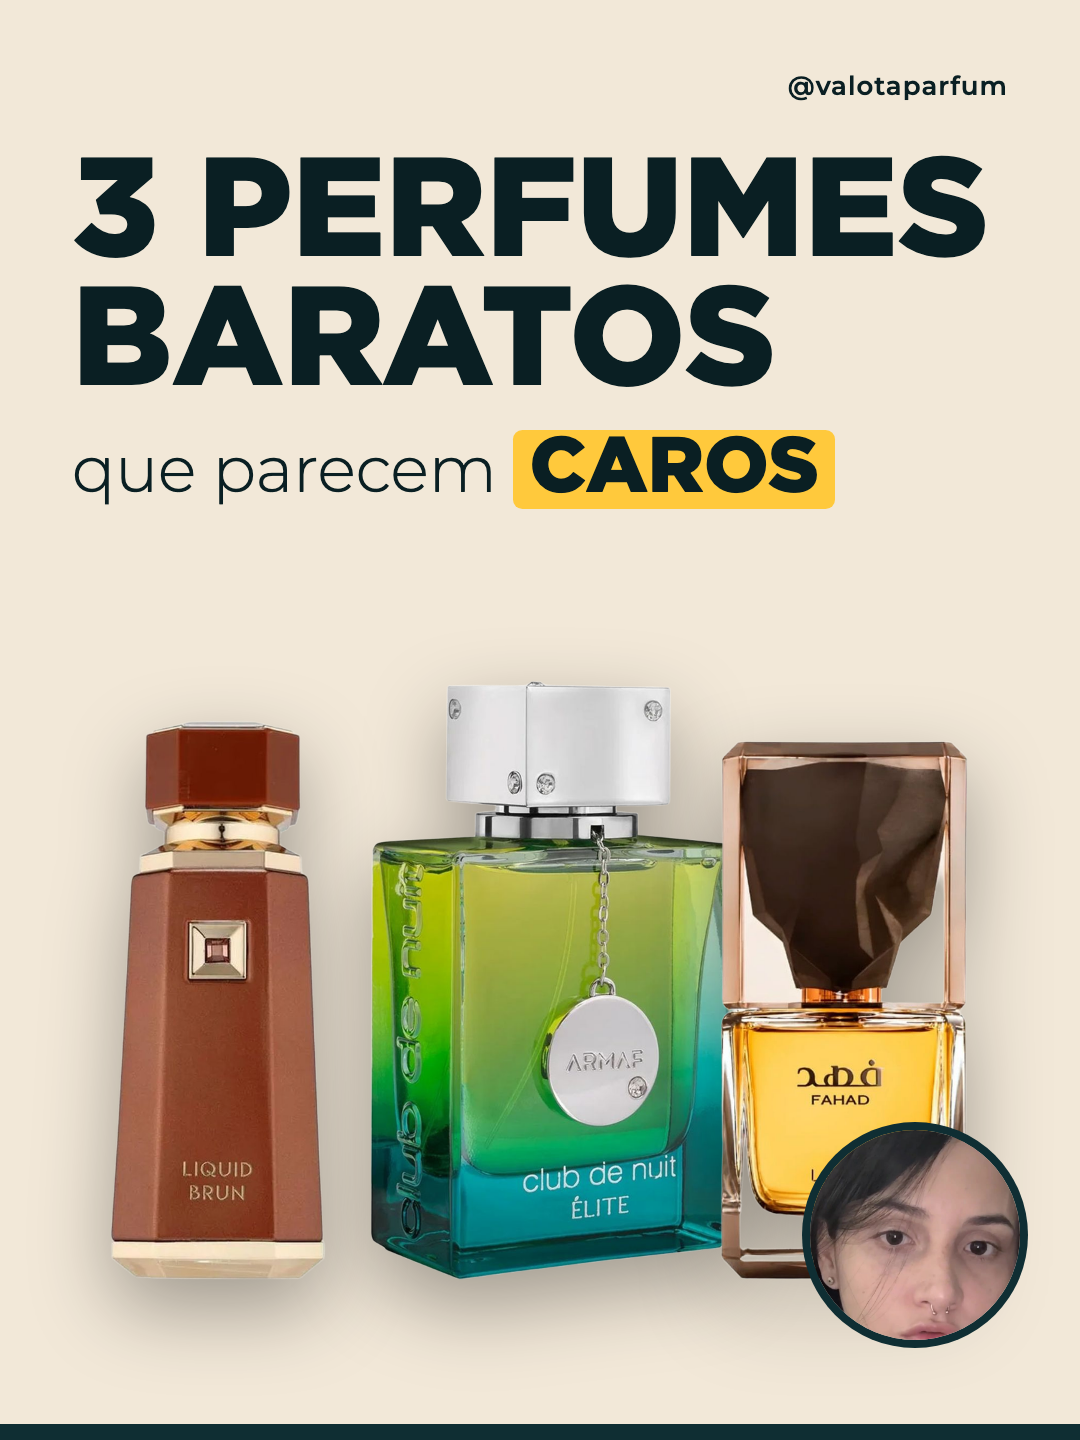 @valotaparfum
3 PERFUMES
BARATOS
que parecem CAROS
club de nuit
ARMAF
فهد
FAHAD
LIQUID
BRUN
club de nuit
ÉLITE